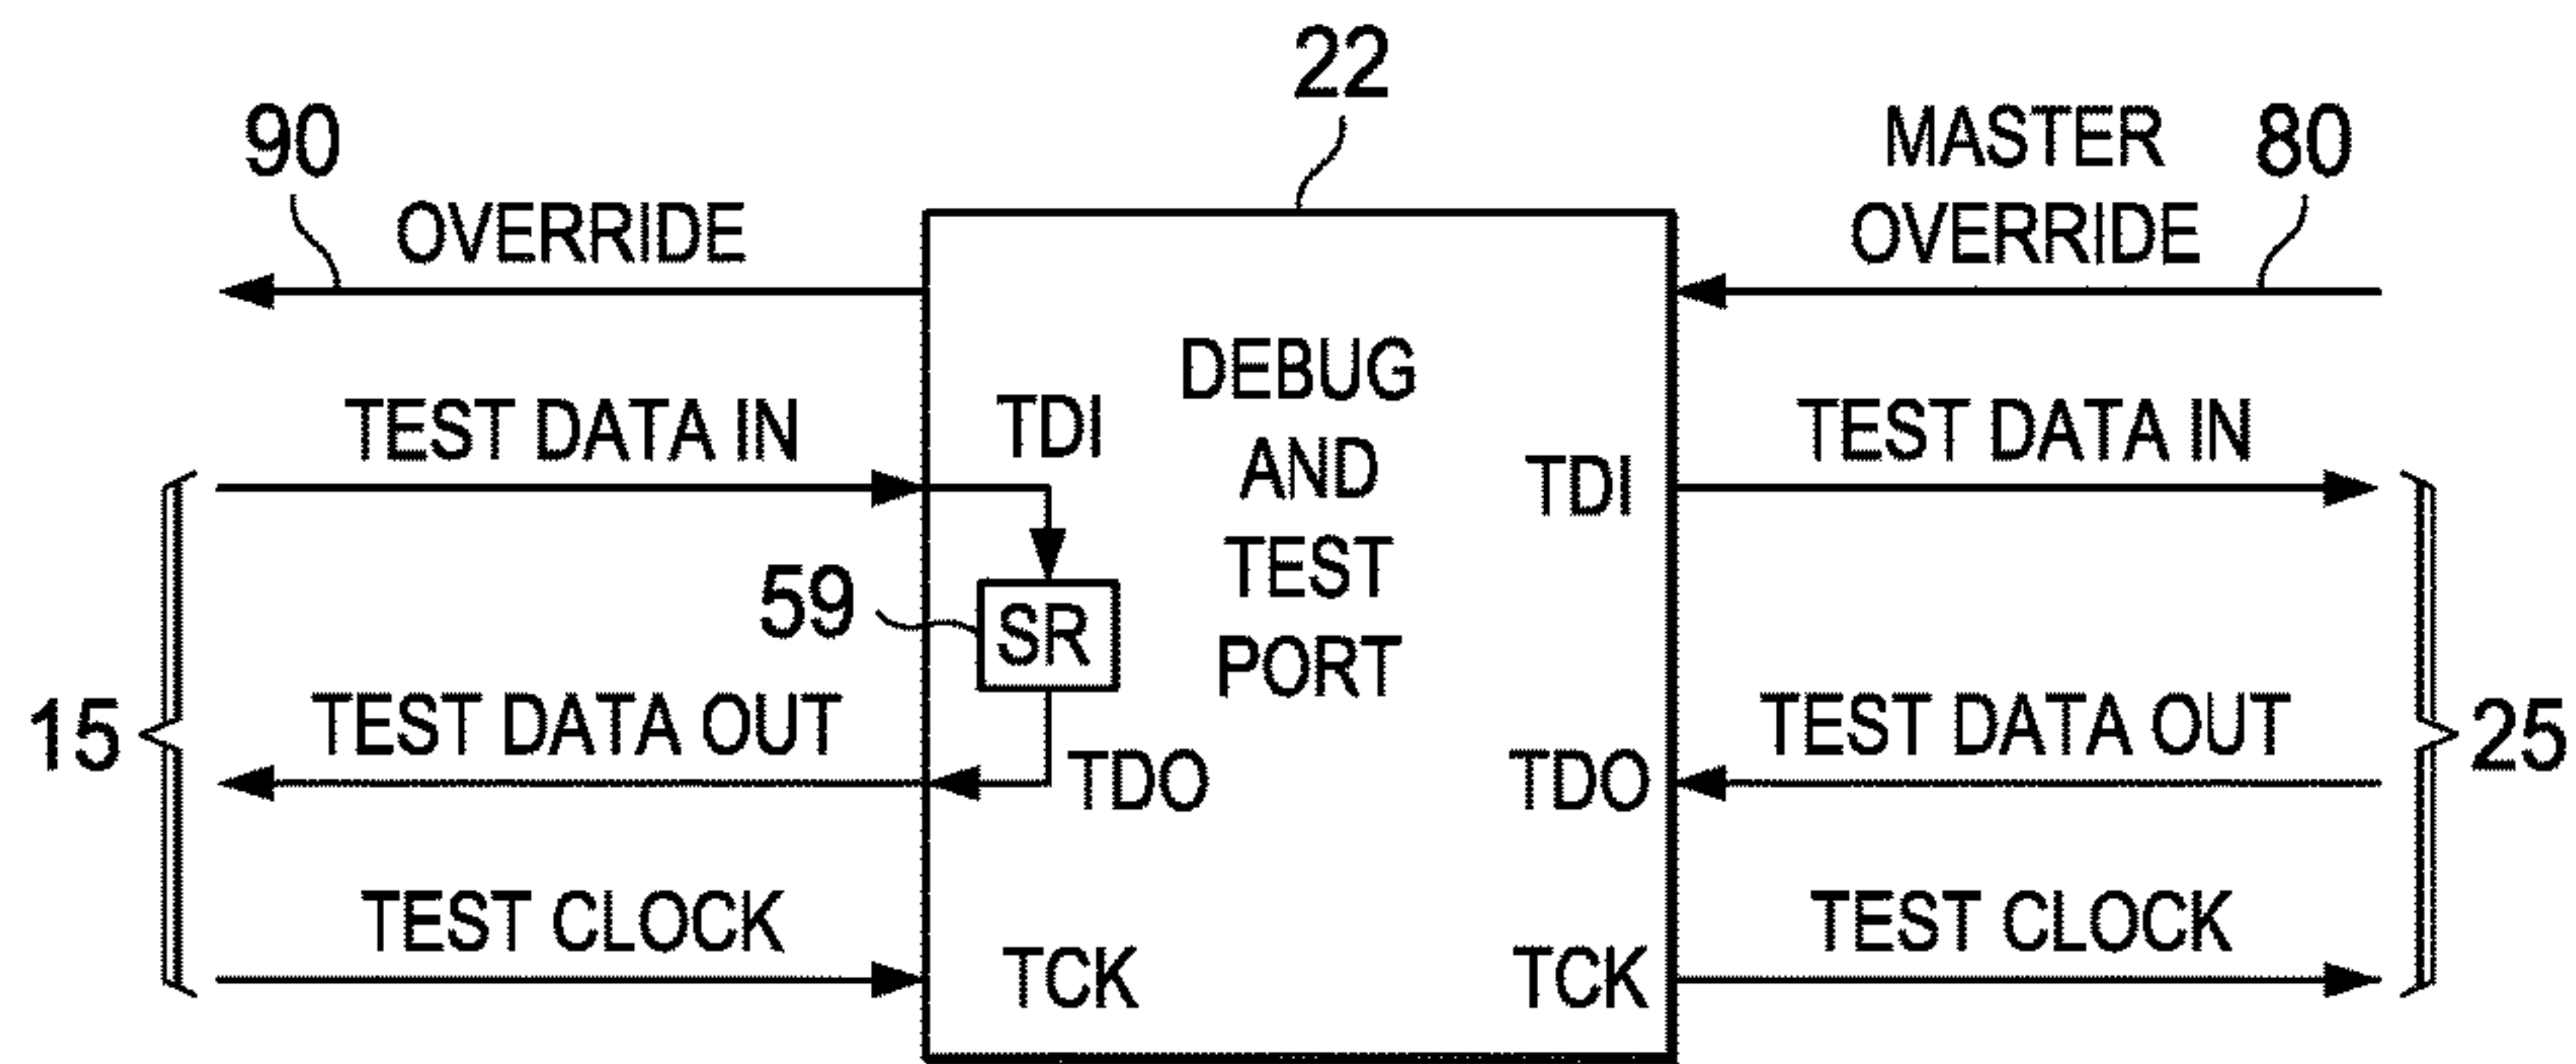 22
90
MASTER
80
OVERRIDE
OVERRIDE
DEBUG
AND
TEST
PORT
TEST DATA IN
TDI
TDI
TEST DATA IN
59
SR
15
TEST DATA OUT
TDO
TDO
TEST DATA OUT
25
TEST CLOCK
TCK
TCK
TEST CLOCK